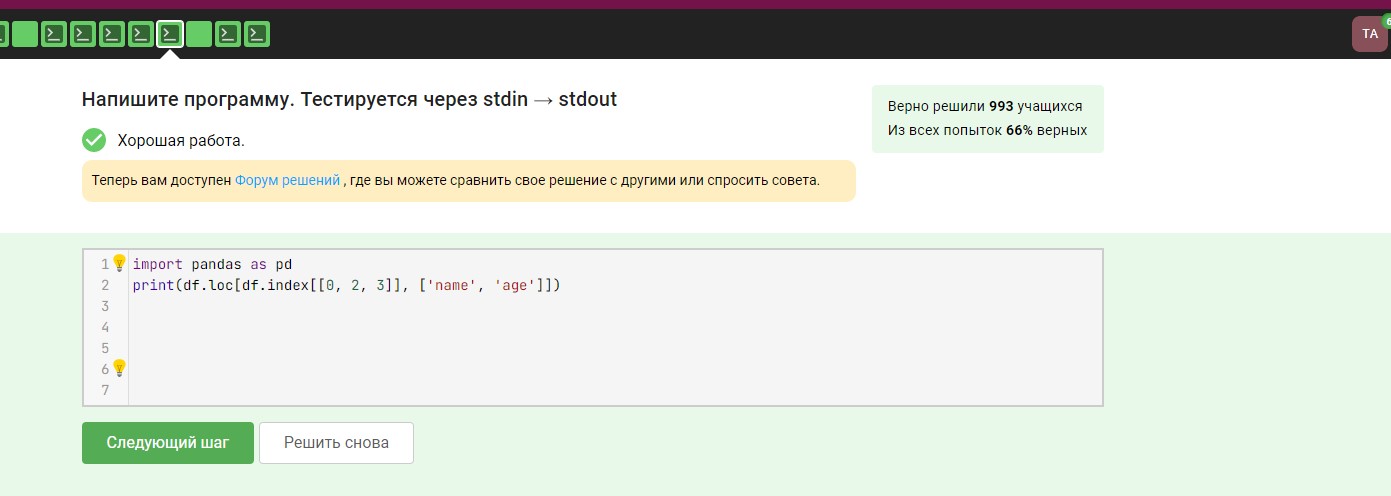 TA
6
Напишите программу. Тестируется через stdin → stdout
Верно решили 993 учащихся
Из всех попыток 66% верных
Хорошая работа.
Теперь вам доступен Форум решений , где вы можете сравнить свое решение с другими или спросить совета.
1 import pandas as pd
2 print(df.loc[df.index[[0, 2, 3]], ['name', 'age']])
3
4
5
6
7
Следующий шаг
Решить снова